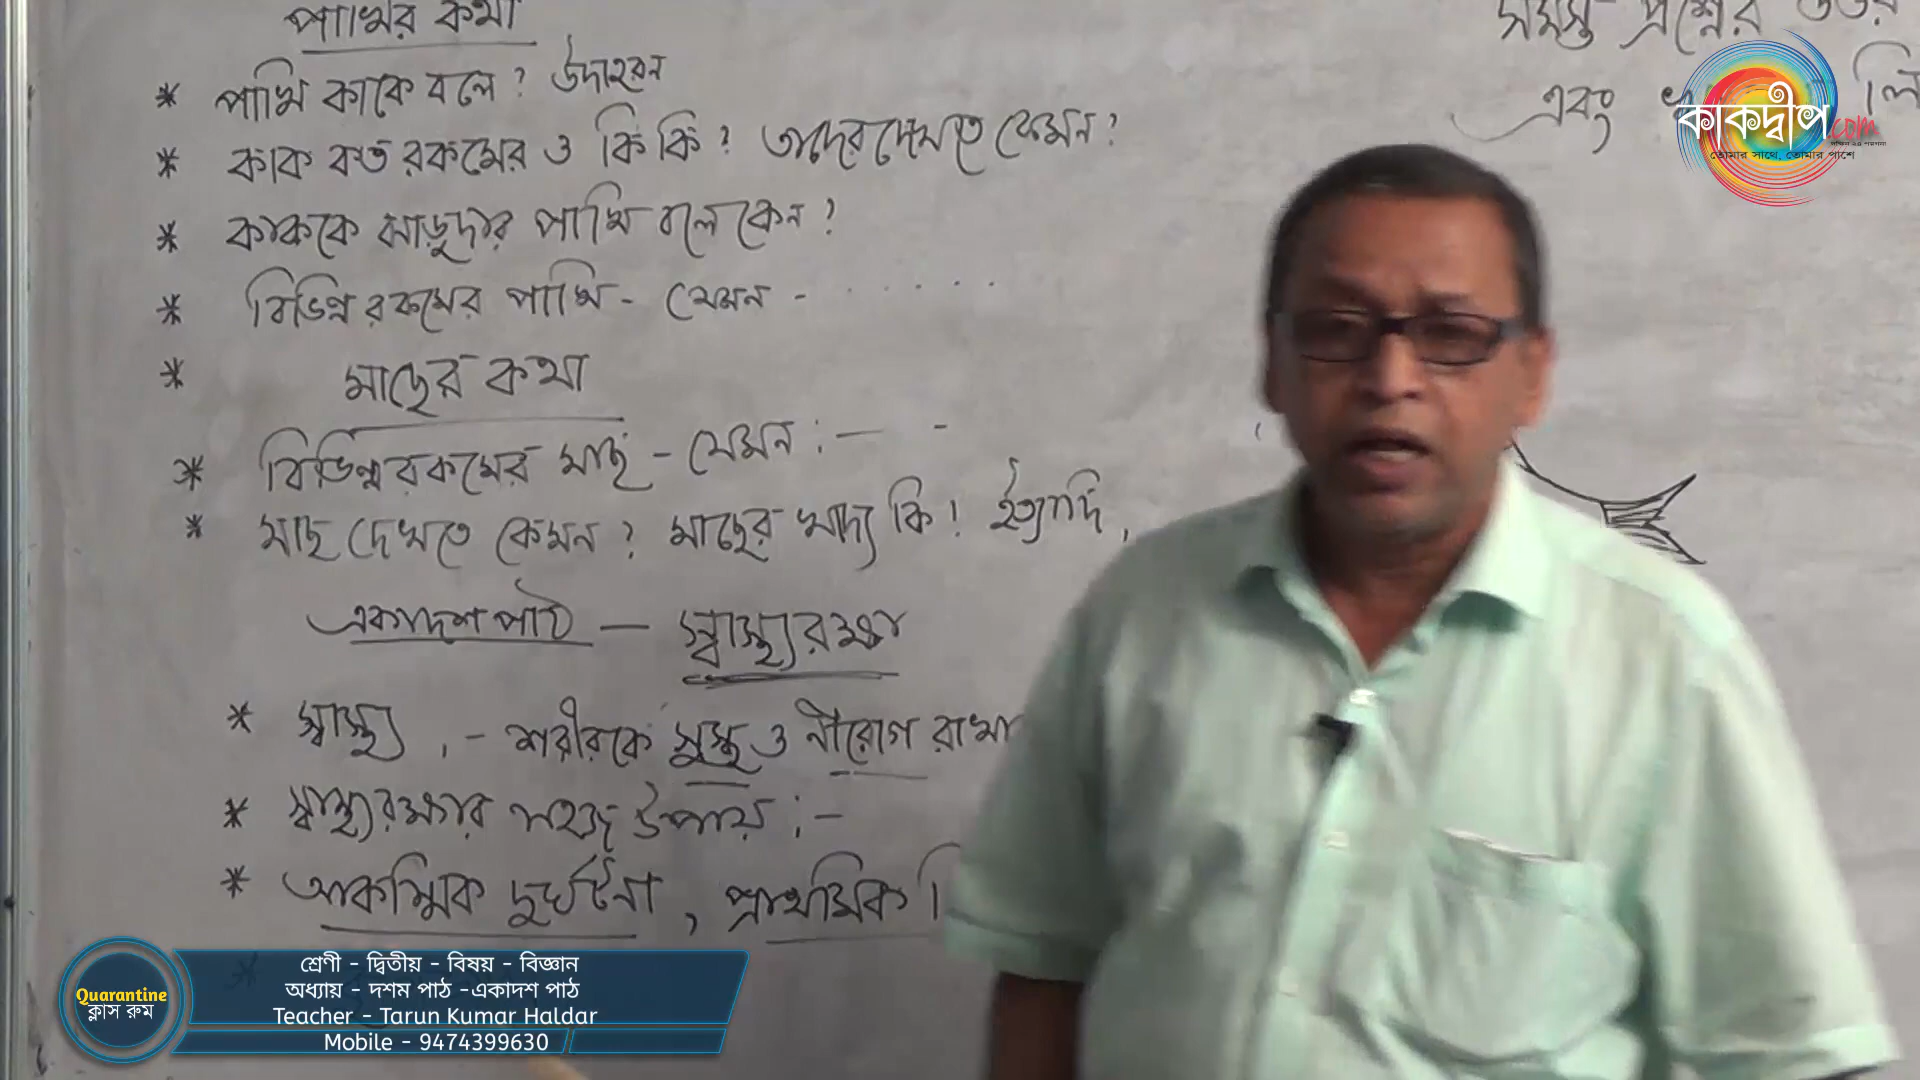 পাখির কথা
* পাখি কাকে বলে? উদাহরন
* কাক কত রকমের ও কি কি? তাদের দেখতে কেমন?
* কাককে ঝাড়ুদার পাখি বলে কেন?
* বিভিন্ন রকমের পাখি - যেমন - . . . . . .
* মাছের কথা
* বিভিন্ন রকমের মাছ - যেমন :— -
* মাছ দেখতে কেমন? মাছের খাদ্য কি? ইত্যাদি,
একাদশ পাঠ — স্বাস্থ্যরক্ষা
* স্বাস্থ্য :- শরীরকে সুস্থ ও নীরোগ রাখা
* স্বাস্থ্যরক্ষার সহজ উপায় :-
* আকস্মিক দুর্ঘটনা, প্রাথমিক
সমস্ত প্রশ্নের উত্তর
এবং
কাকদ্বীপ.com
তোমার সাথে, তোমার পাশে
Quarantine
ক্লাস রুম
শ্রেণী - দ্বিতীয় - বিষয় - বিজ্ঞান
অধ্যায় - দশম পাঠ -একাদশ পাঠ
Teacher - Tarun Kumar Haldar
Mobile - 9474399630